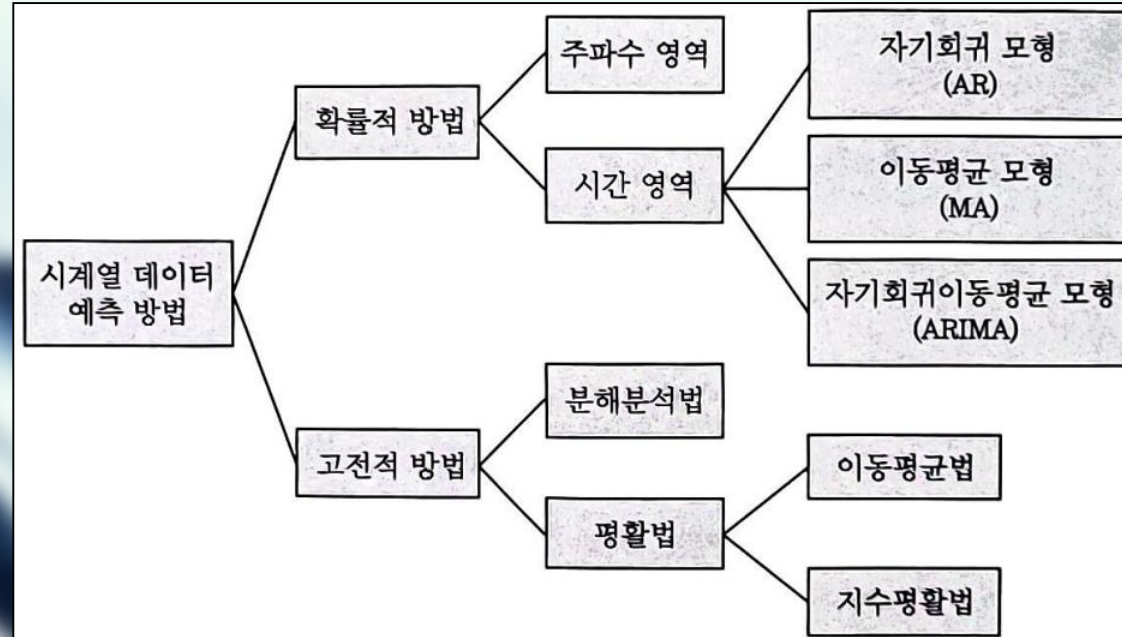 주파수 영역
자기회귀 모형
(AR)
확률적 방법
시간 영역
이동평균 모형
(MA)
시계열 데이터
예측 방법
자기회귀이동평균 모형
(ARIMA)
분해분석법
고전적 방법
이동평균법
평활법
지수평활법